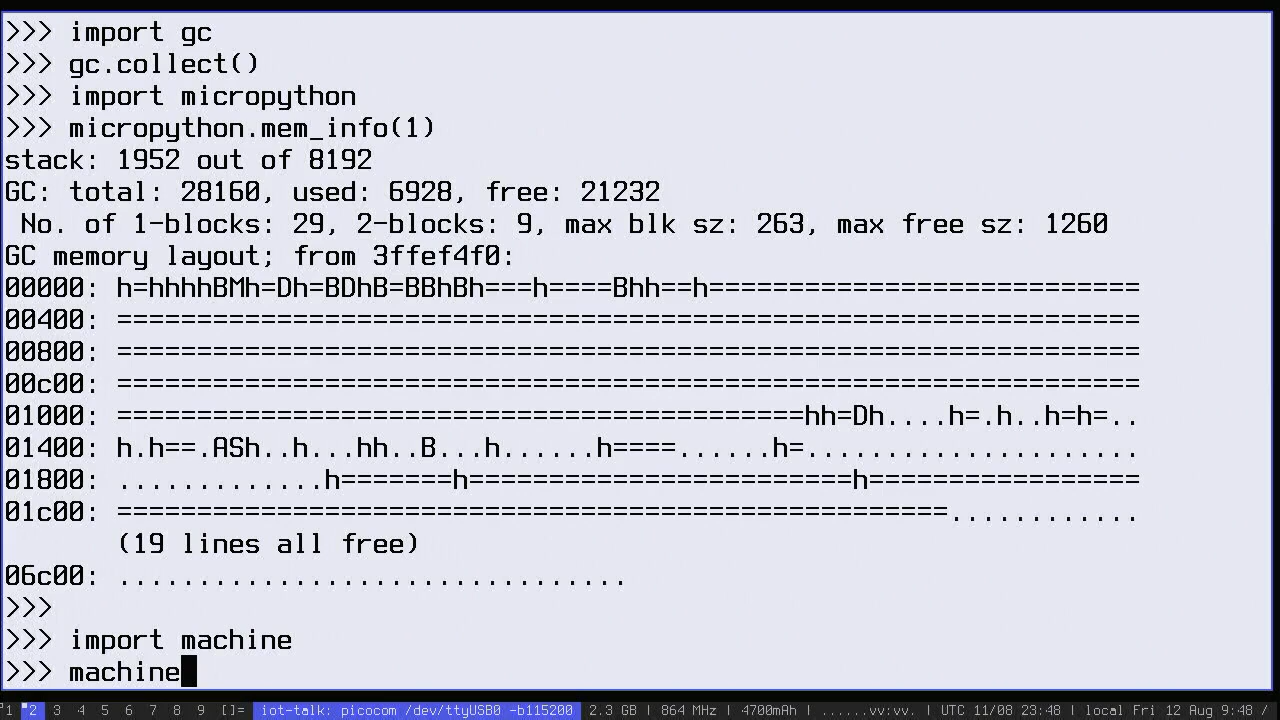 >>> import gc
>>> gc.collect()
>>> import micropython
>>> micropython.mem_info(1)
stack: 1952 out of 8192
GC: total: 28160, used: 6928, free: 21232
 No. of 1-blocks: 29, 2-blocks: 9, max blk sz: 263, max free sz: 1260
GC memory layout; from 3ffef4f0:
00000: h=hhhhBMh=Dh=BDhB=BBhBh===h====Bhh==h===========================
00400: ================================================================
00800: ================================================================
00c00: ================================================================
01000: ===========================================hh=Dh....h=.h..h=h=..
01400: h.h==.ASh..h...hh..B...h......h====......h=.....................
01800: .............h=======h========================h=================
01c00: ====================================================............
       (19 lines all free)
06c00: ................................
>>>
>>> import machine
>>> machine
1 2 3 4 5 6 7 8 9 []= iot-talk: picocom /dev/ttyUSB0 -b115200 | 2.3 GB | 864 MHz | 4700mAh | ......vv:vv. | UTC 11/08 23:48 | local Fri 12 Aug 9:48 /